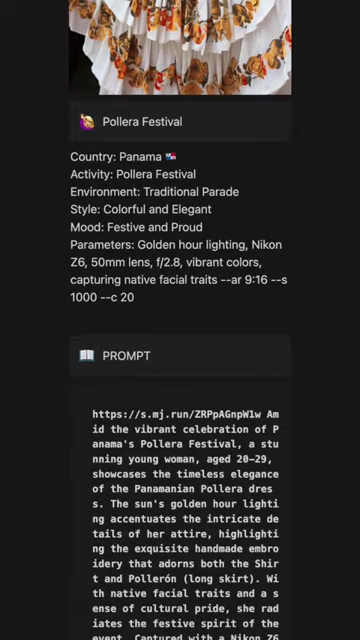 Pollera Festival
Country: Panama 🇵🇦
Activity: Pollera Festival
Environment: Traditional Parade
Style: Colorful and Elegant
Mood: Festive and Proud
Parameters: Golden hour lighting, Nikon
Z6, 50mm lens, f/2.8, vibrant colors,
capturing native facial traits --ar 9:16 --s
1000 --c 20
PROMPT
https://s.mj.run/ZRPpAGnpW1w Am
id the vibrant celebration of P
anama's Pollera Festival, a stu
nning young woman, aged 20–29,
showcases the timeless elegance
of the Panamanian Pollera dres
s. The sun's golden hour lighti
ng accentuates the intricate de
tails of her attire, highlighti
ng the exquisite handmade embro
idery that adorns both the Shir
t and Pollerón (long skirt). Wi
th native facial traits and a s
ense of cultural pride, she rad
iates the festive spirit of the
event. Captured with a Nikon Z6